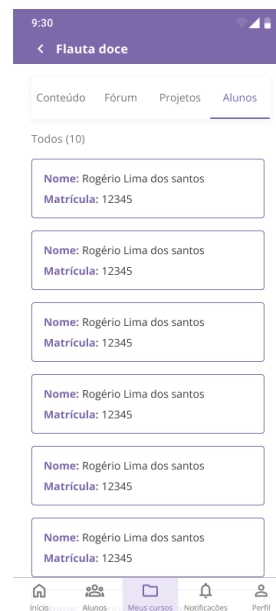 9:30
Flauta doce
Conteúdo Fórum Projetos Alunos
Todos (10)
Nome: Rogério Lima dos santos
Matrícula: 12345
Nome: Rogério Lima dos santos
Matrícula: 12345
Nome: Rogério Lima dos santos
Matrícula: 12345
Nome: Rogério Lima dos santos
Matrícula: 12345
Nome: Rogério Lima dos santos
Matrícula: 12345
Nome: Rogério Lima dos santos
Matrícula: 12345
Início Alunos Meus cursos Notificações Perfil